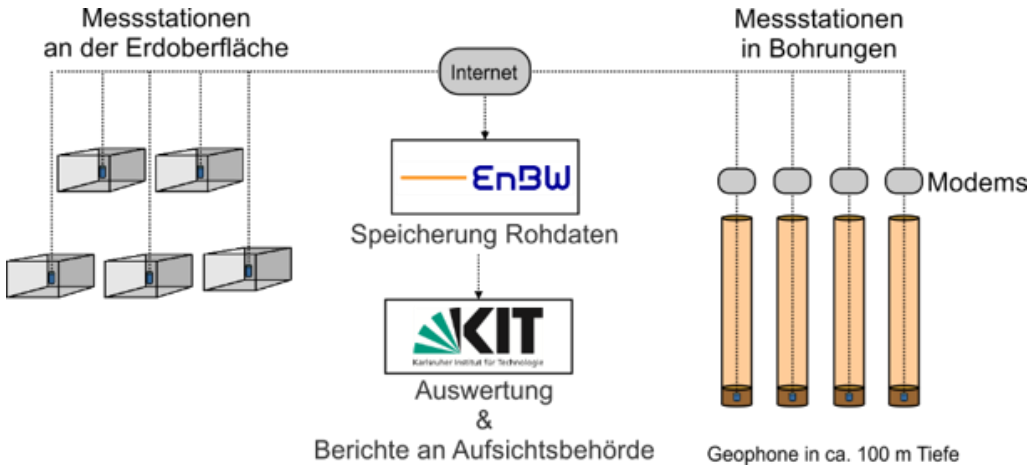 Messstationen
an der Erdoberfläche
Internet
Messstationen
in Bohrungen
EnBW
Speicherung Rohdaten
Modems
KIT
Karlsruher Institut für Technologie
Auswertung
&
Berichte an Aufsichtsbehörde
Geophone in ca. 100 m Tiefe